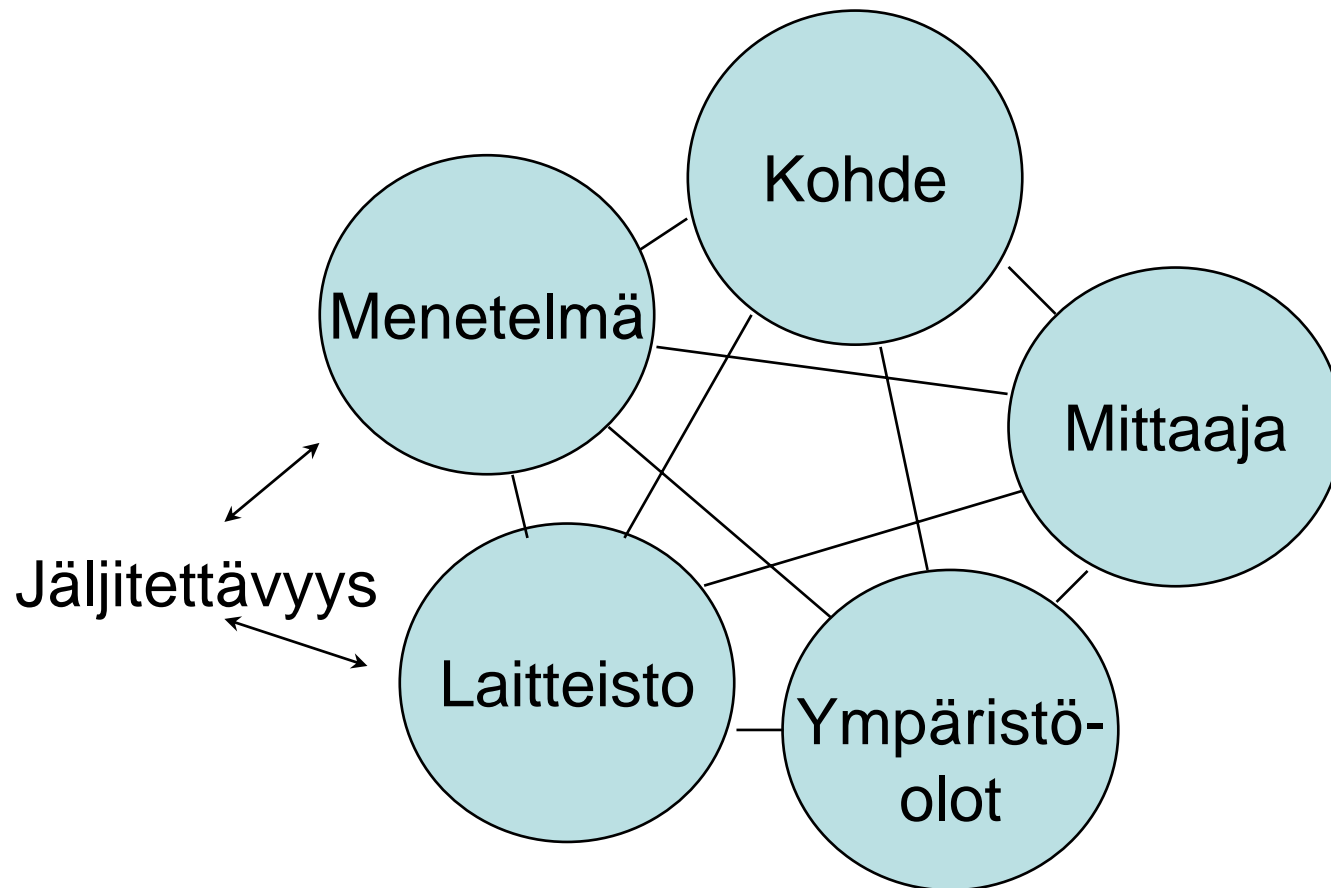 Kohde
Menetelmä
Mittaaja
Jäljitettävyys
Laitteisto
Ympäristö-
olot